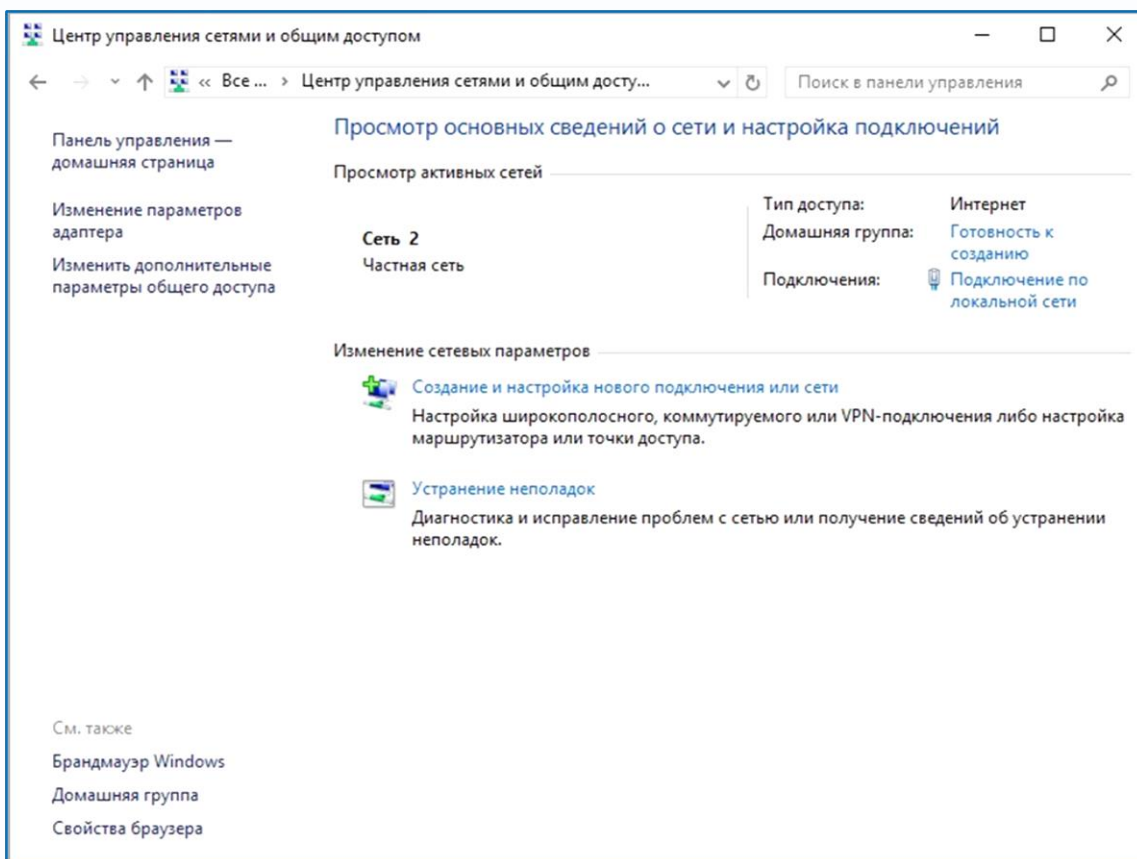 Центр управления сетями и общим доступом
« Все ... › Центр управления сетями и общим досту...
Поиск в панели управления
Панель управления —
домашняя страница
Изменение параметров
адаптера
Изменить дополнительные
параметры общего доступа
Просмотр основных сведений о сети и настройка подключений
Просмотр активных сетей
Сеть 2
Частная сеть
Тип доступа: Интернет
Домашняя группа: Готовность к
созданию
Подключения: Подключение по
локальной сети
Изменение сетевых параметров
Создание и настройка нового подключения или сети
Настройка широкополосного, коммутируемого или VPN-подключения либо настройка
маршрутизатора или точки доступа.
Устранение неполадок
Диагностика и исправление проблем с сетью или получение сведений об устранении
неполадок.
См. также
Брандмауэр Windows
Домашняя группа
Свойства браузера